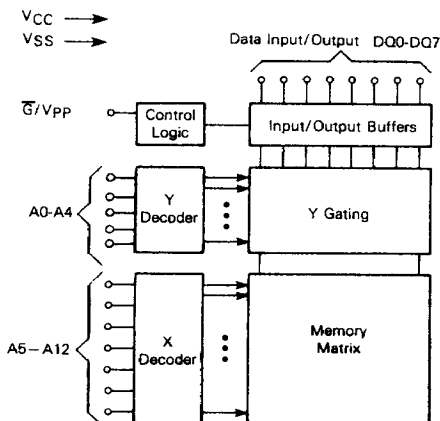 VCC
VSS
Data Input/Output DQ0-DQ7
G̅/VPP
Control
Logic
Input/Output Buffers
A0-A4
Y
Decoder
Y Gating
A5-A12
X
Decoder
Memory
Matrix